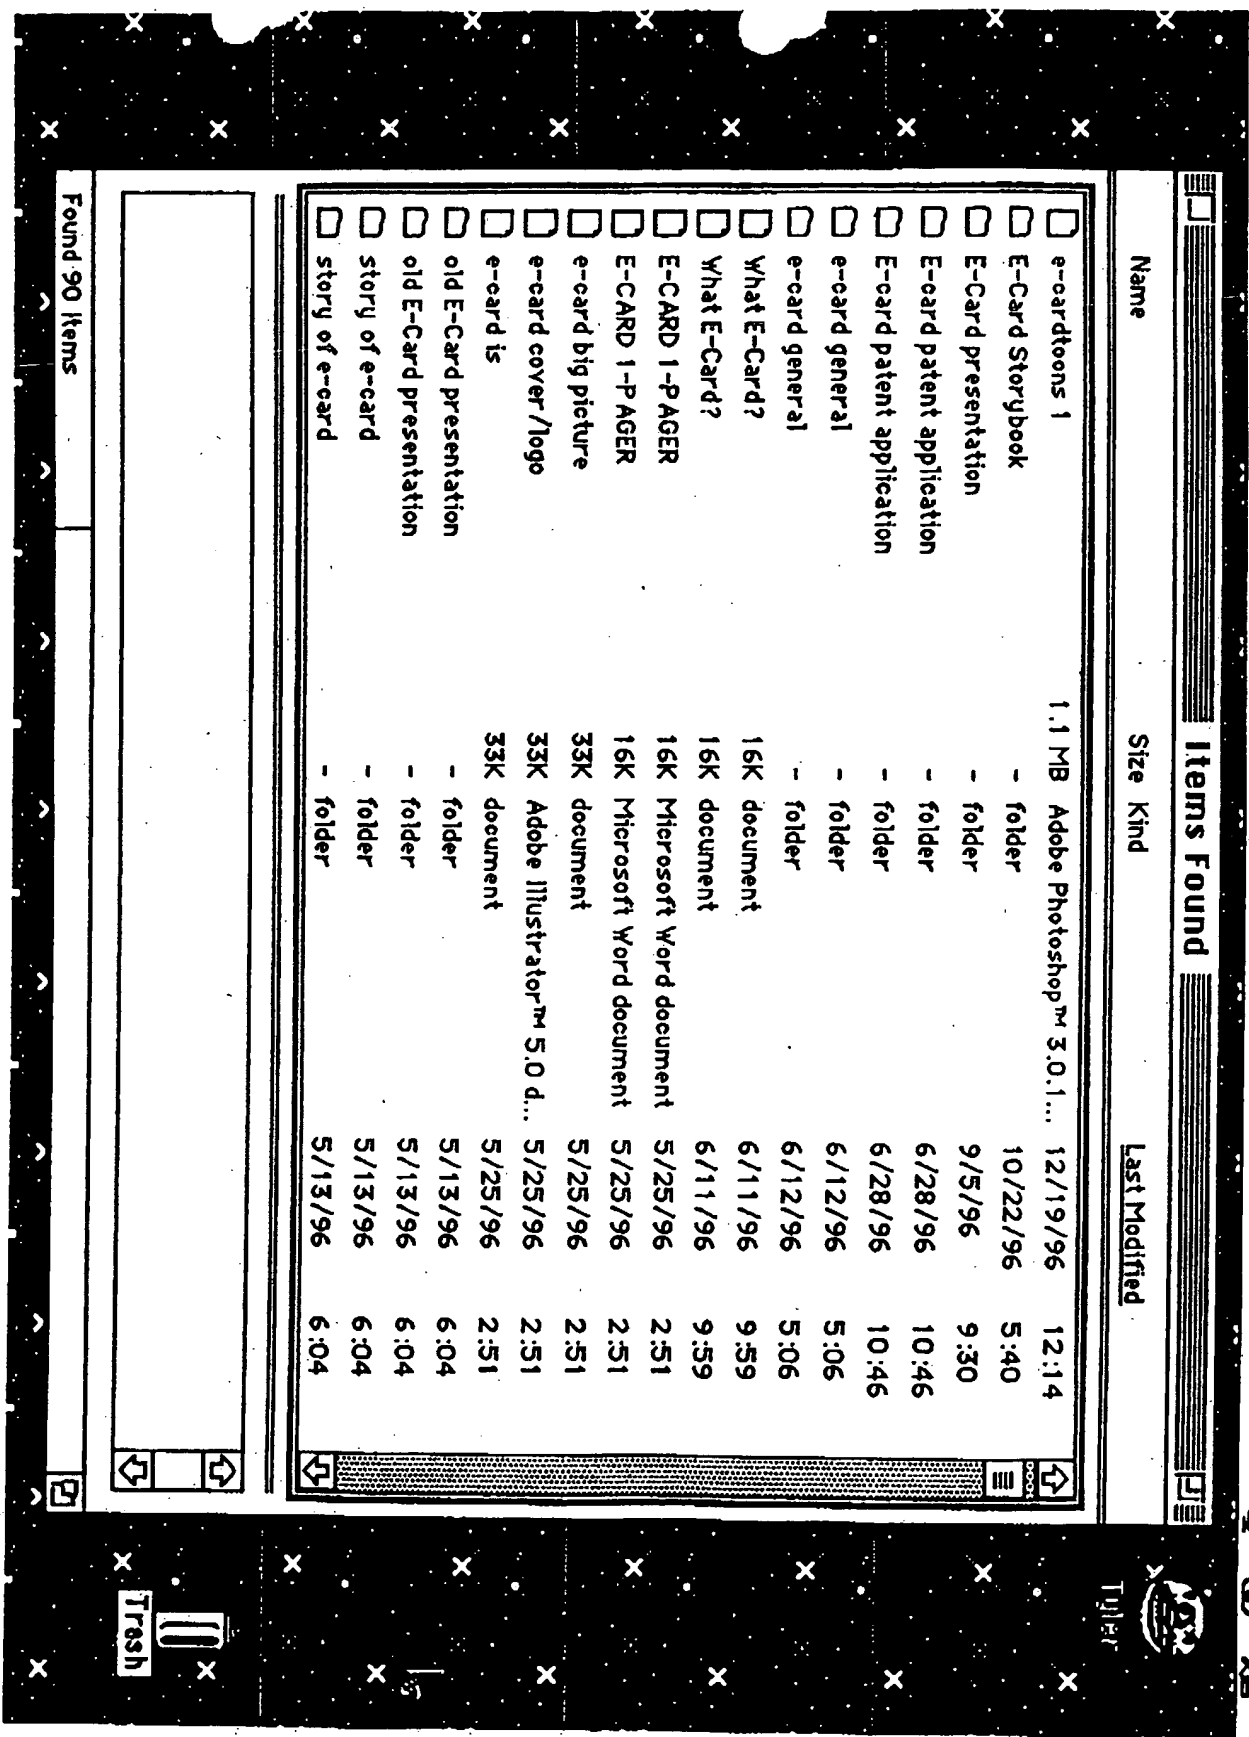 Items Found
Name Size Kind Last Modified
e-cardtoons 1 1.1 MB Adobe Photoshop™ 3.0.1... 12/19/96 12:14
E-Card Storybook - folder 10/22/96 5:40
E-Card presentation - folder 9/5/96 9:30
E-card patent application - folder 6/28/96 10:46
E-card patent application - folder 6/28/96 10:46
e-card general - folder 6/12/96 5:06
e-card general - folder 6/12/96 5:06
What E-Card? 16K document 6/11/96 9:59
What E-Card? 16K document 6/11/96 9:59
E-CARD 1-PAGER 16K Microsoft Word document 5/25/96 2:51
E-CARD 1-PAGER 16K Microsoft Word document 5/25/96 2:51
e-card big picture 33K document 5/25/96 2:51
e-card cover/logo 33K Adobe Illustrator™ 5.0 d... 5/25/96 2:51
e-card is 33K document 5/25/96 2:51
old E-Card presentation - folder 5/13/96 6:04
old E-Card presentation - folder 5/13/96 6:04
story of e-card - folder 5/13/96 6:04
story of e-card - folder 5/13/96 6:04
Found 90 Items
Tyler
Trash